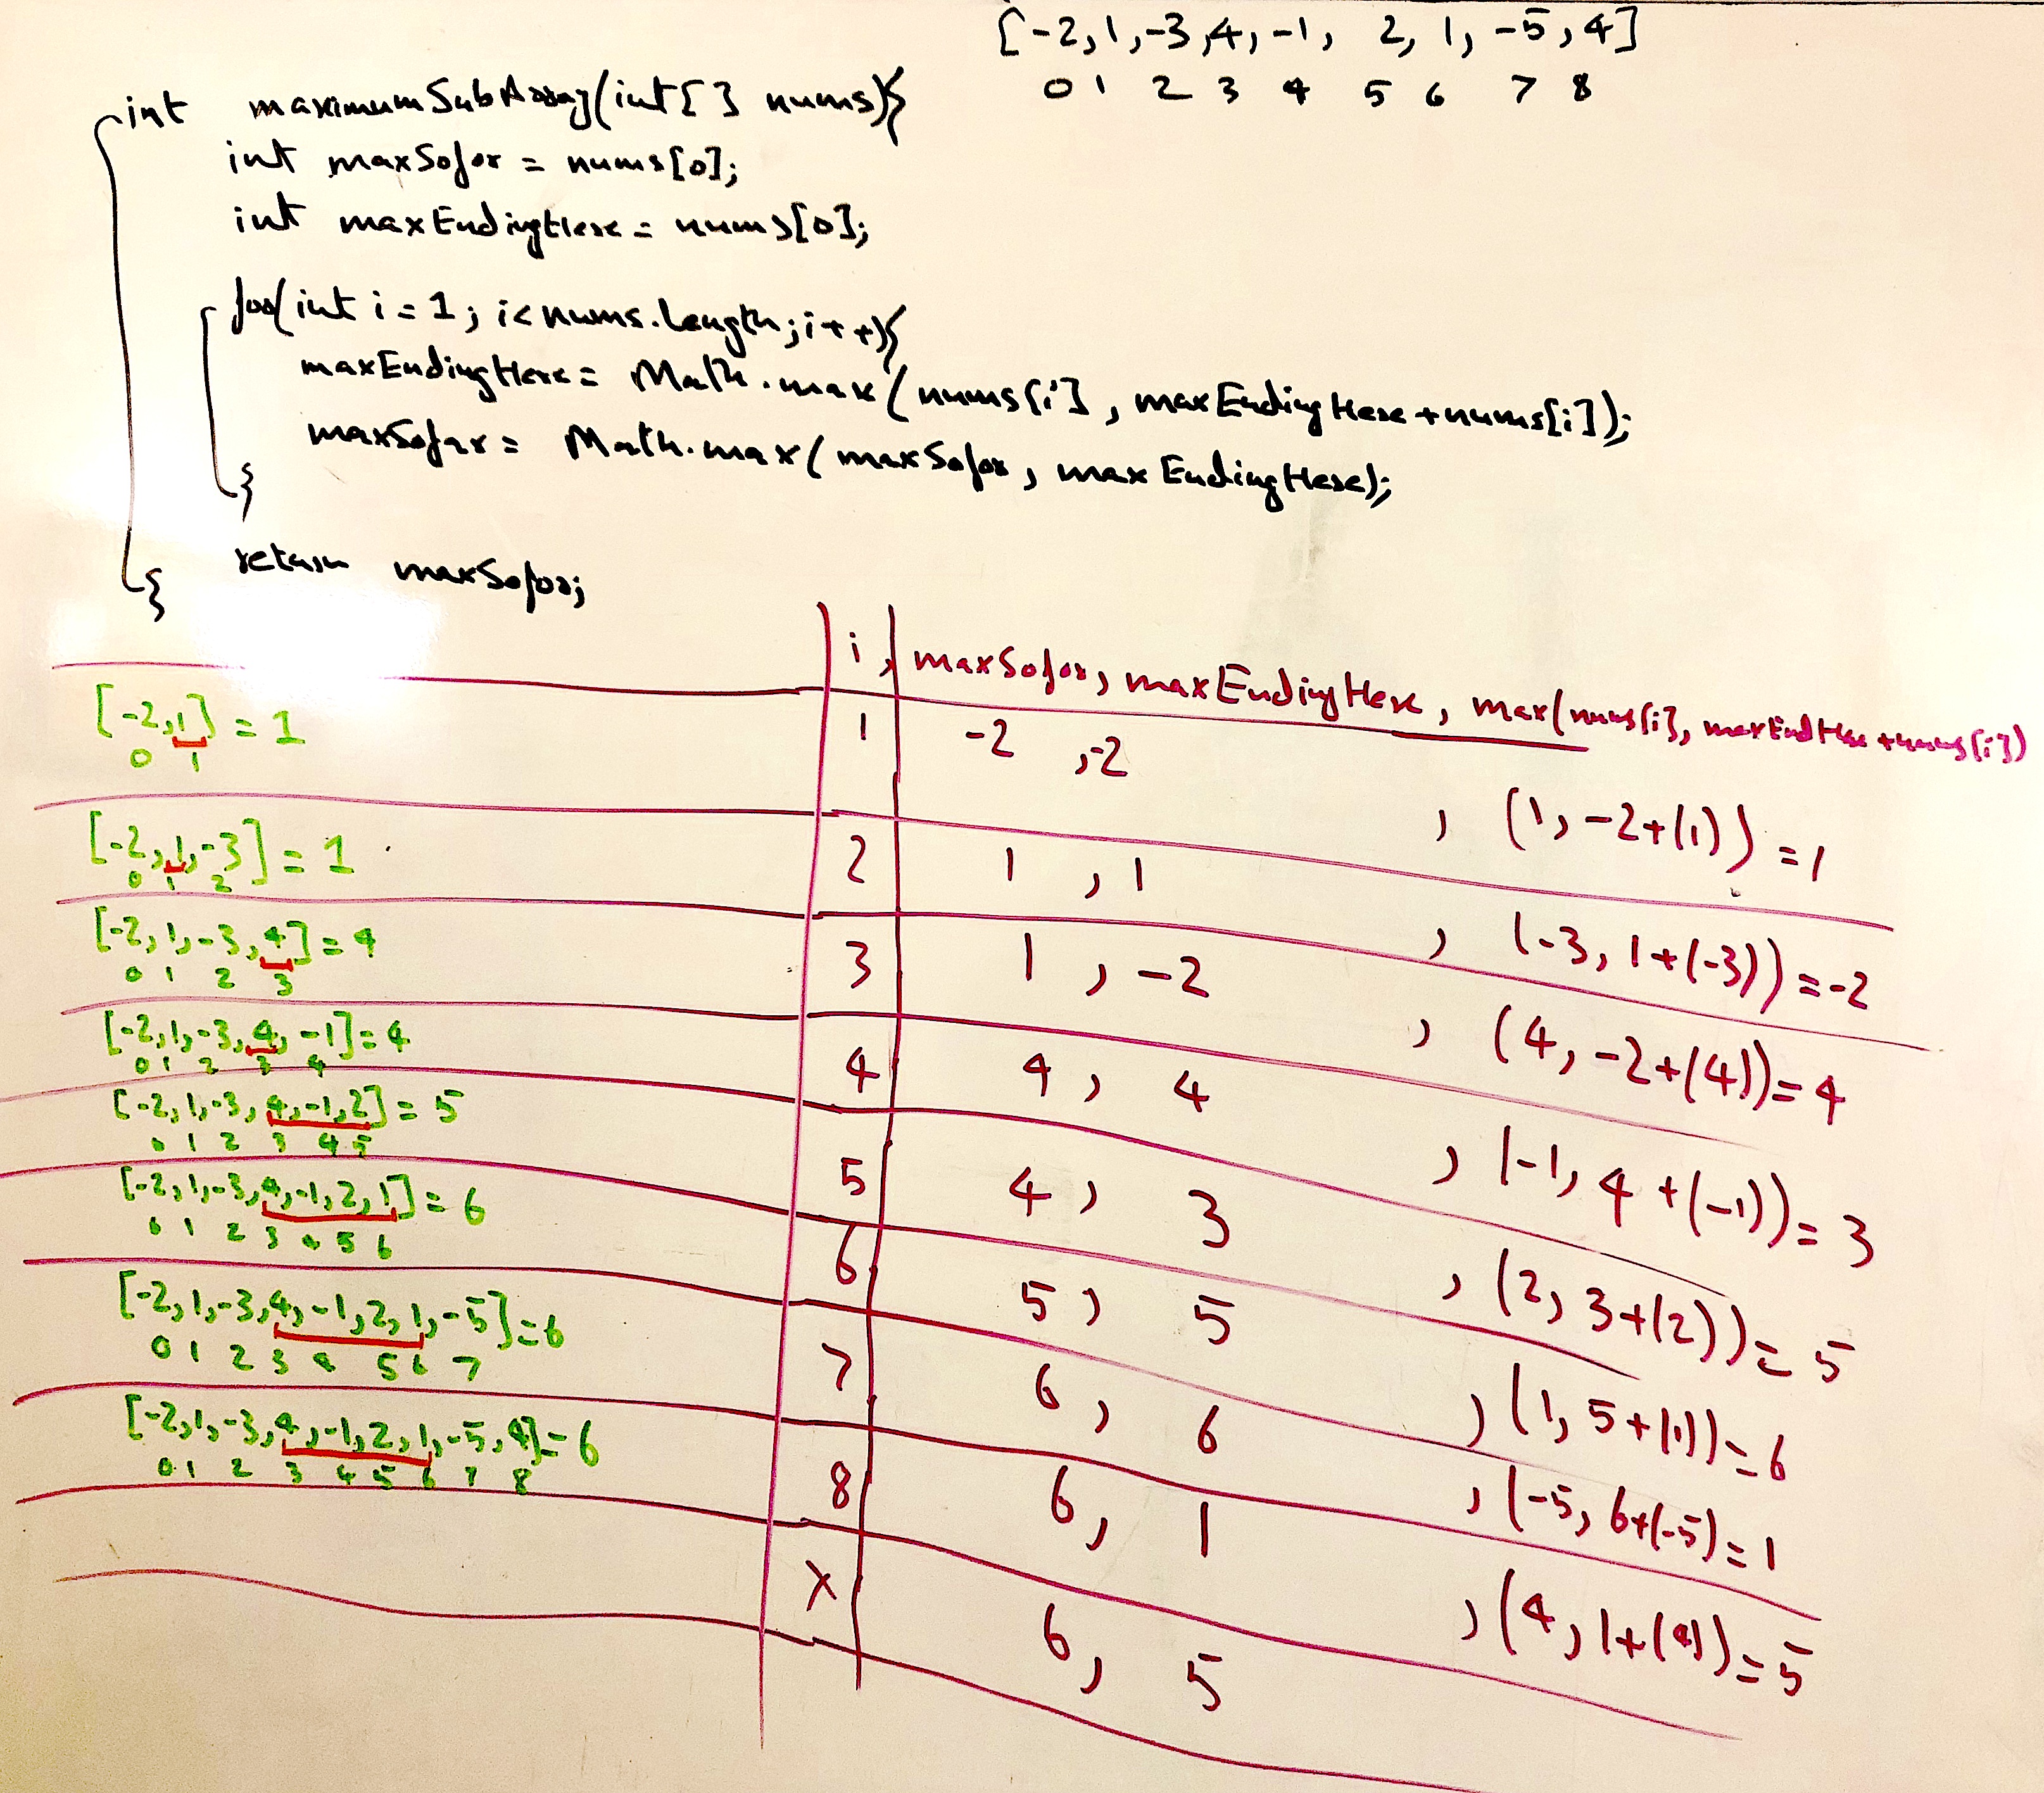 [-2,1,-3,4,-1, 2, 1, -5, 4]
0 1 2 3 4 5 6 7 8
int maximumSubArray(int[] nums){
int maxSofar = nums[0];
int maxEndingHere = nums[0];
for(int i = 1; i< nums.length; i++){
maxEndingHere = Math.max(nums[i], maxEndingHere+nums[i]);
maxSofar = Math.max(maxSofar, maxEndingHere);
}
return maxSofar;
}
i, maxSofar, maxEndingHere, max(nums[i], maxEndHere+nums[i])
[-2,1] = 1
0 1
1 -2 ,-2 , (1, -2+(1)) =1
[-2,1,-3] = 1
0 1 2
2 1 , 1 , (-3, 1+(-3))=-2
[-2,1,-3,4]=4
0 1 2 3
3 1 , -2 , (4, -2+(4))=4
[-2,1,-3,4,-1]=4
0 1 2 3 4
4 4 , 4 , (-1, 4+(-1))=3
[-2,1,-3,4,-1,2]=5
0 1 2 3 4 5
5 4 , 3 , (2, 3+(2))=5
[-2,1,-3,4,-1,2,1]=6
0 1 2 3 4 5 6
6 5 , 5 , (1, 5+(1))=6
[-2,1,-3,4,-1,2,1,-5]=6
0 1 2 3 4 5 6 7
7 6 , 6 , (-5, 6+(-5)=1
[-2,1,-3,4,-1,2,1,-5,4]=6
0 1 2 3 4 5 6 7 8
8 6, 1 , (4, 1+(4))=5
X 6, 5